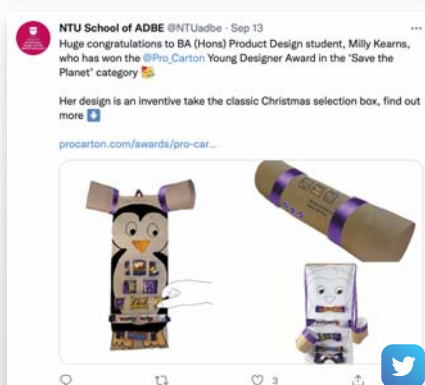 NTU School of ADBE @NTUadbe · Sep 13
Huge congratulations to BA (Hons) Product Design student, Milly Kearns,
who has won the @Pro_Carton Young Designer Award in the 'Save the
Planet' category
Her design is an inventive take the classic Christmas selection box, find out
more
procarton.com/awards/pro-car...
3